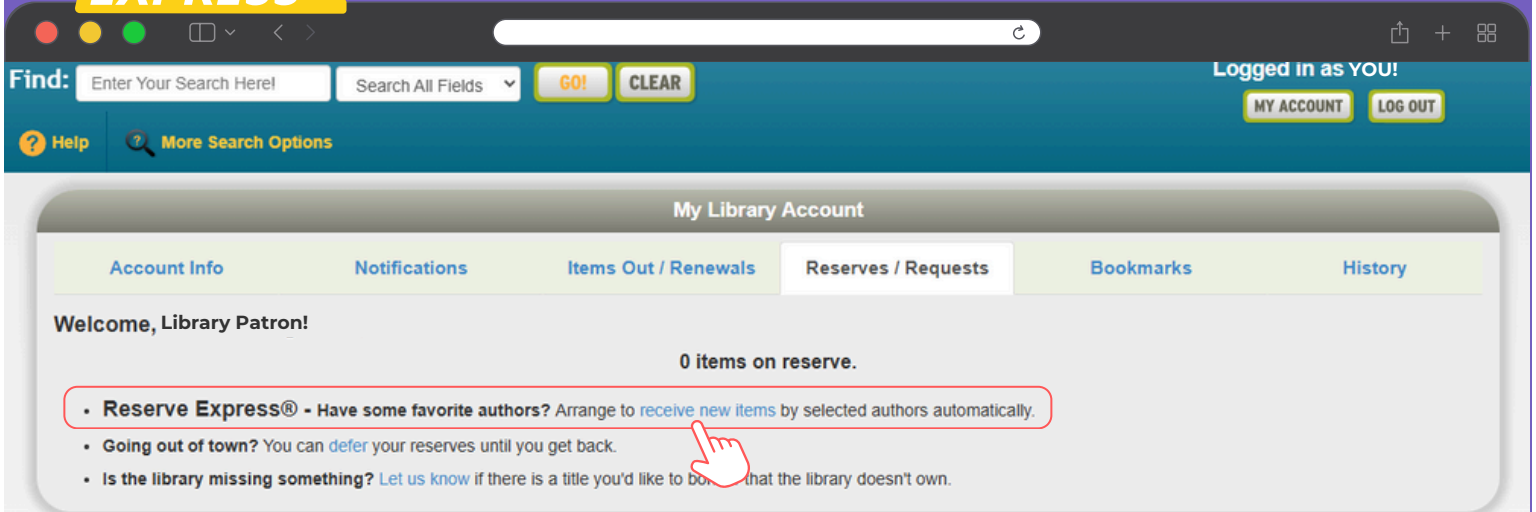 EXPRESS
Find: Enter Your Search Here! Search All Fields GO! CLEAR
Logged in as YOU!
MY ACCOUNT LOG OUT
Help More Search Options
My Library Account
Account Info Notifications Items Out / Renewals Reserves / Requests Bookmarks History
Welcome, Library Patron!
0 items on reserve.
• Reserve Express® - Have some favorite authors? Arrange to receive new items by selected authors automatically.
• Going out of town? You can defer your reserves until you get back.
• Is the library missing something? Let us know if there is a title you'd like to that the library doesn't own.